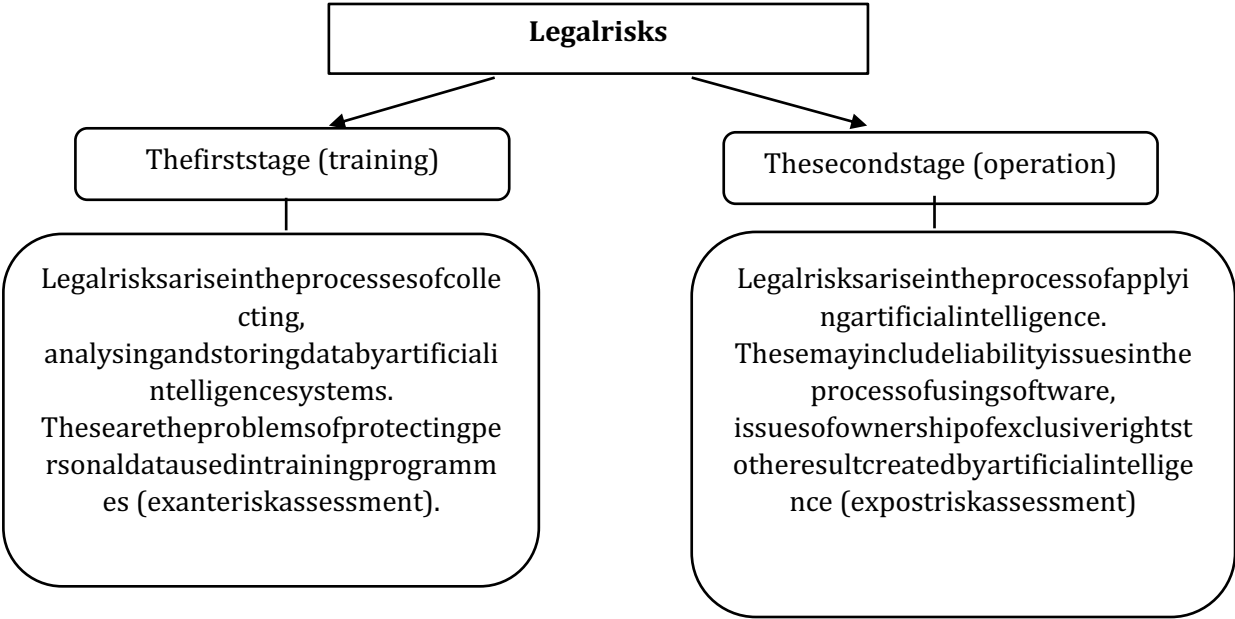 Legalrisks
Thefirststage (training)
Thesecondstage (operation)
Legalrisksariseintheprocessesofcolle
cting,
analysingandstoringdatabyartificiali
ntelligencesystems.
Thesearetheproblemsofprotectingpe
rsonaldatausedintrainingprogramm
es (exanteriskassessment).
Legalrisksariseintheprocessofapplyi
ngartificialintelligence.
Thesemayincludeliabilityissuesinthe
processofusingsoftware,
issuesofownershipofexclusiverightst
otheresultcreatedbyartificialintellige
nce (expostriskassessment)